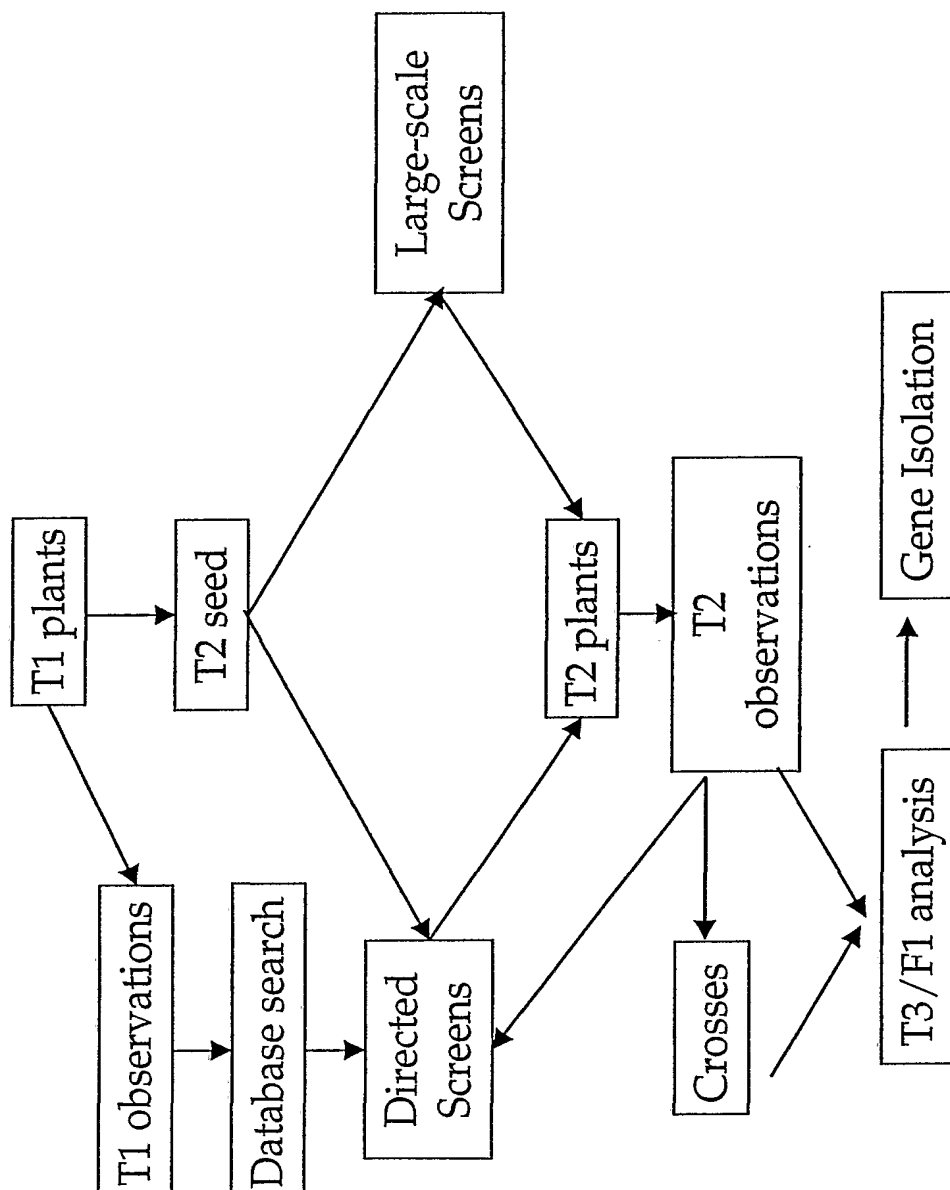 T1 plants
T1 observations
T2 seed
Database search
Directed
Screens
Large-scale
Screens
T2 plants
T2
observations
Crosses
T3/F1 analysis
Gene Isolation